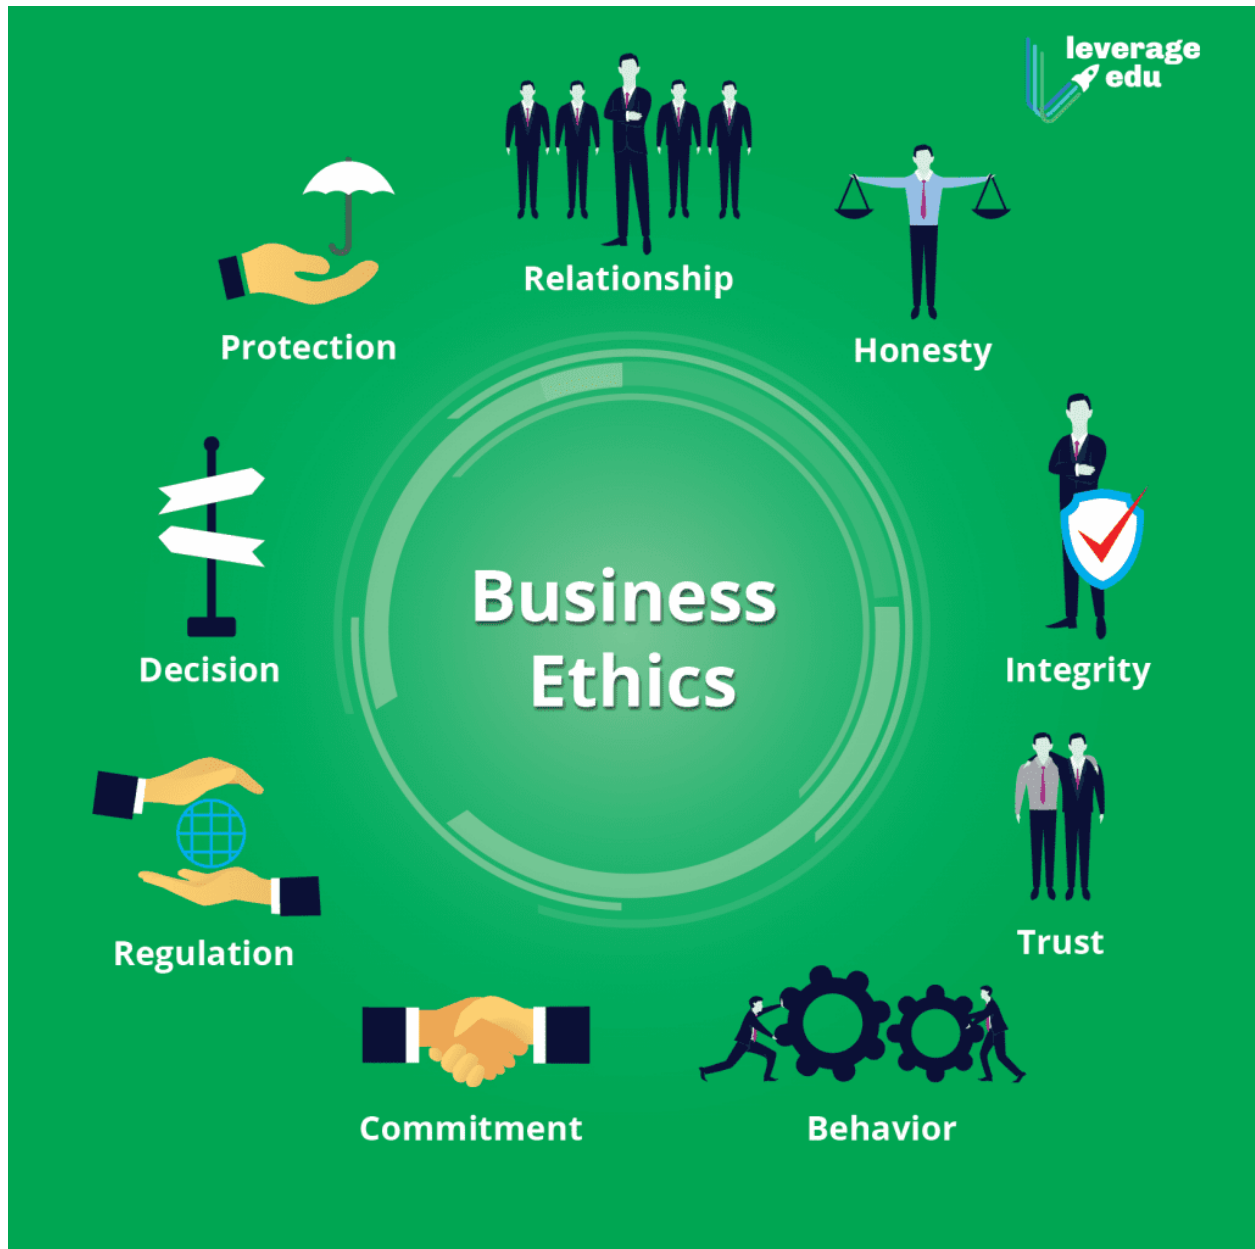 leverage
edu
Relationship
Protection
Honesty
Business
Ethics
Decision
Integrity
Regulation
Trust
Commitment
Behavior